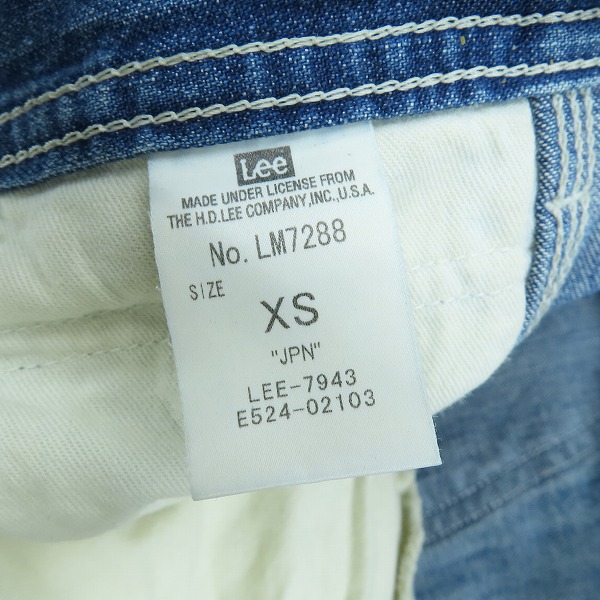 Lee
MADE UNDER LICENSE FROM
THE H.D.LEE COMPANY,INC.,U.S.A.
No. LM7288
SIZE
XS
"JPN"
LEE-7943
E524-02103